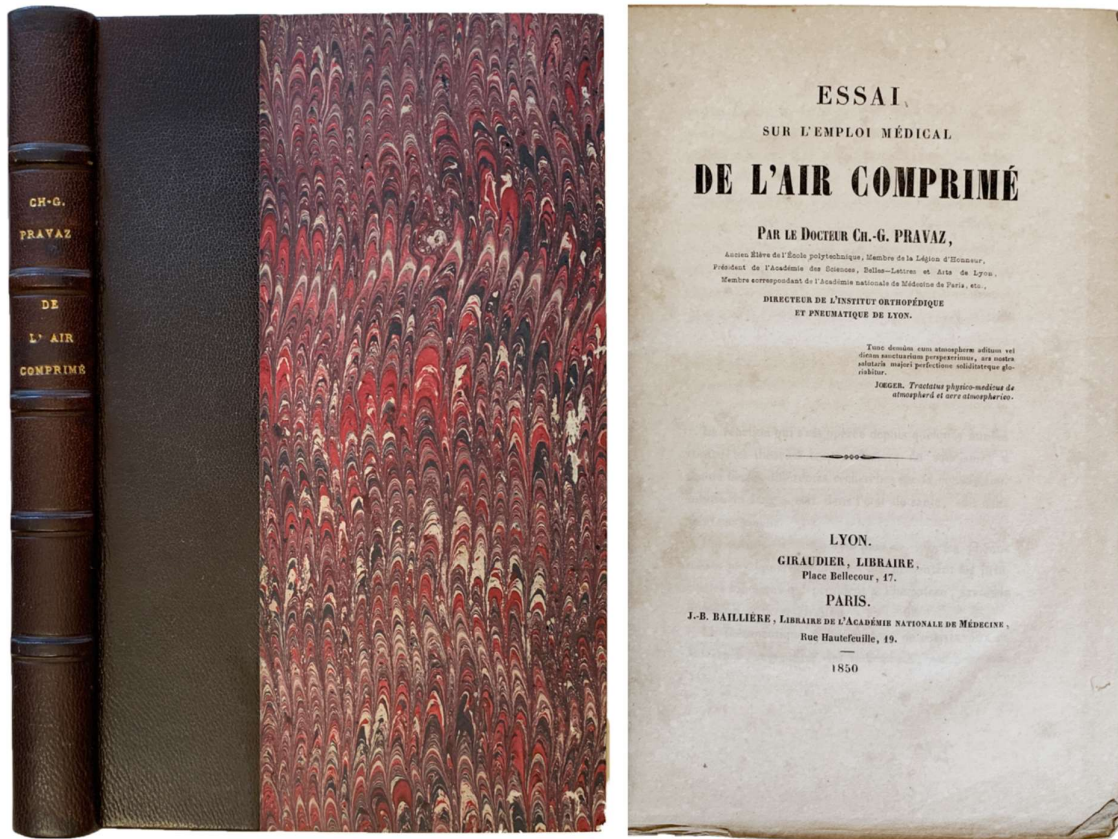 CH-G.
PRAVAZ
DE
L' AIR
COMPRIMÉ
ESSAI
SUR L'EMPLOI MÉDICAL
DE L'AIR COMPRIMÉ
PAR LE DOCTEUR CH.-G. PRAVAZ,
Ancien Élève de l'École polytechnique, Membre de la Légion d'Honneur,
Président de l'Académie des Sciences, Belles-Lettres et Arts de Lyon,
Membre correspondant de l'Académie nationale de Médecine de Paris, etc.,
DIRECTEUR DE L'INSTITUT ORTHOPÉDIQUE
ET PNEUMATIQUE DE LYON.
Tunc demùm cum atmospheræ aditum vel
dicam sanctuarium perspexerimus, ars nostra
salutaris majori perfectione soliditateque glo-
riabitur.
JOEGER. Tractatus physico-medicus de
atmospherâ et aere atmospherico.
LYON.
GIRAUDIER, LIBRAIRE,
Place Bellecour, 17.
PARIS.
J.-B. BAILLIÈRE, LIBRAIRE DE L'ACADÉMIE NATIONALE DE MÉDECINE,
Rue Hautefeuille, 19.
1850